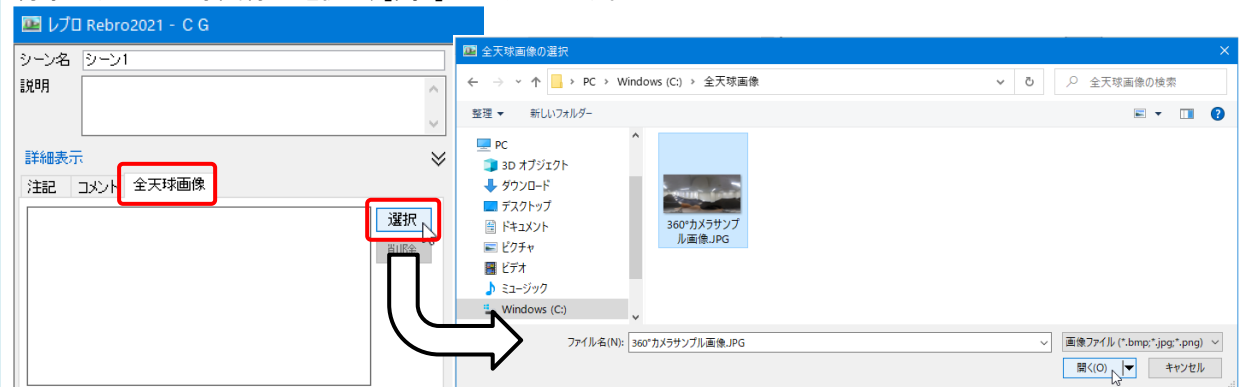 レブロ Rebro2021 - C G
シーン名 シーン1
説明
詳細表示
注記 コメント 全天球画像
選択
全天球画像の選択
PC › Windows (C:) › 全天球画像
全天球画像の検索
整理 新しいフォルダー
PC
3D オブジェクト
ダウンロード
デスクトップ
ドキュメント
ピクチャ
ビデオ
ミュージック
Windows (C:)
360°カメラサンプ
ル画像.JPG
ファイル名(N): 360°カメラサンプル画像.JPG
画像ファイル (*.bmp;*.jpg;*.png)
開く(O) キャンセル